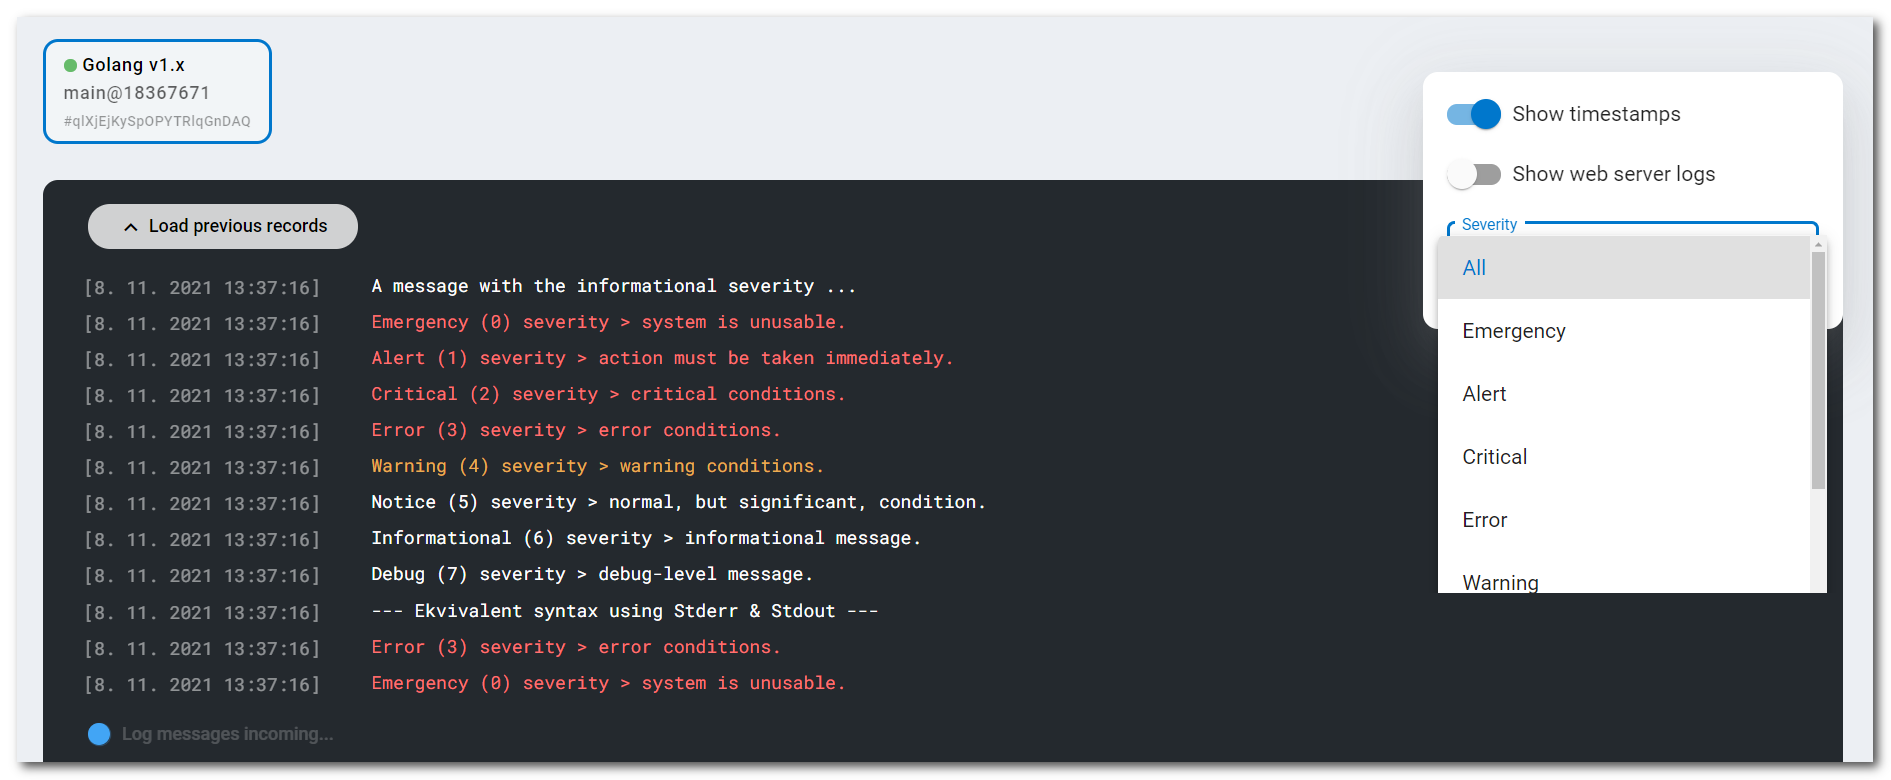 Golang v1.x
main@18367671
#qlXjEjKySpOPYTRlqGnDAQ
Show timestamps
Show web server logs
Severity
All
Emergency
Alert
Critical
Error
Warning
Load previous records
[8. 11. 2021 13:37:16] A message with the informational severity ...
[8. 11. 2021 13:37:16] Emergency (0) severity > system is unusable.
[8. 11. 2021 13:37:16] Alert (1) severity > action must be taken immediately.
[8. 11. 2021 13:37:16] Critical (2) severity > critical conditions.
[8. 11. 2021 13:37:16] Error (3) severity > error conditions.
[8. 11. 2021 13:37:16] Warning (4) severity > warning conditions.
[8. 11. 2021 13:37:16] Notice (5) severity > normal, but significant, condition.
[8. 11. 2021 13:37:16] Informational (6) severity > informational message.
[8. 11. 2021 13:37:16] Debug (7) severity > debug-level message.
[8. 11. 2021 13:37:16] --- Ekvivalent syntax using Stderr & Stdout ---
[8. 11. 2021 13:37:16] Error (3) severity > error conditions.
[8. 11. 2021 13:37:16] Emergency (0) severity > system is unusable.
Log messages incoming...